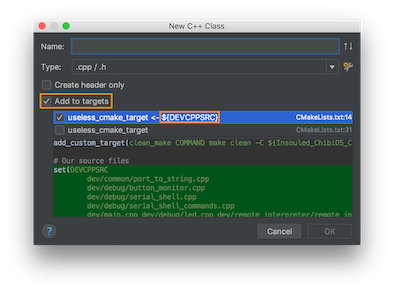 New C++ Class
Name:
Type: .cpp / .h
Create header only
Add to targets
useless_cmake_target <- ${DEVCPPSRC} CMakeLists.txt:14
useless_cmake_target CMakeLists.txt:31
add_custom_target(clean_make COMMAND make clean -C ${Insouled_ChibiOS_C
# Our source files
set(DEVCPPSRC
dev/common/port_to_string.cpp
dev/debug/button_monitor.cpp
dev/debug/serial_shell.cpp
dev/debug/serial_shell_commands.cpp
dev/main.cpp dev/debug/led.cpp dev/remote_interpreter/remote_in
? Cancel OK